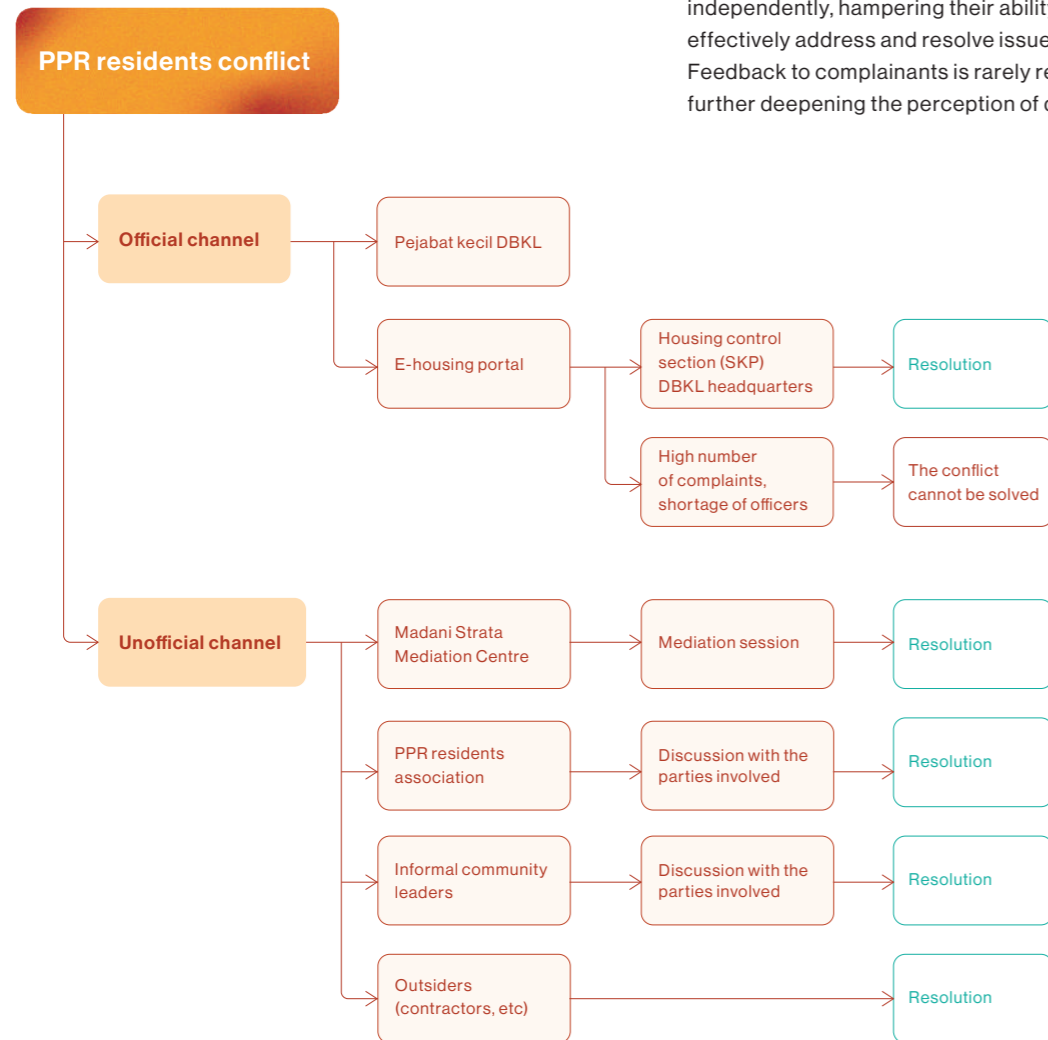 PPR residents conflict
independently, hampering their ability
effectively address and resolve issue
Feedback to complainants is rarely re
further deepening the perception of
Official channel
Pejabat kecil DBKL
E-housing portal
Housing control
section (SKP)
DBKL headquarters
Resolution
High number
of complaints,
shortage of officers
The conflict
cannot be solved
Unofficial channel
Madani Strata
Mediation Centre
Mediation session
Resolution
PPR residents
association
Discussion with the
parties involved
Resolution
Informal community
leaders
Discussion with the
parties involved
Resolution
Outsiders
(contractors, etc)
Resolution